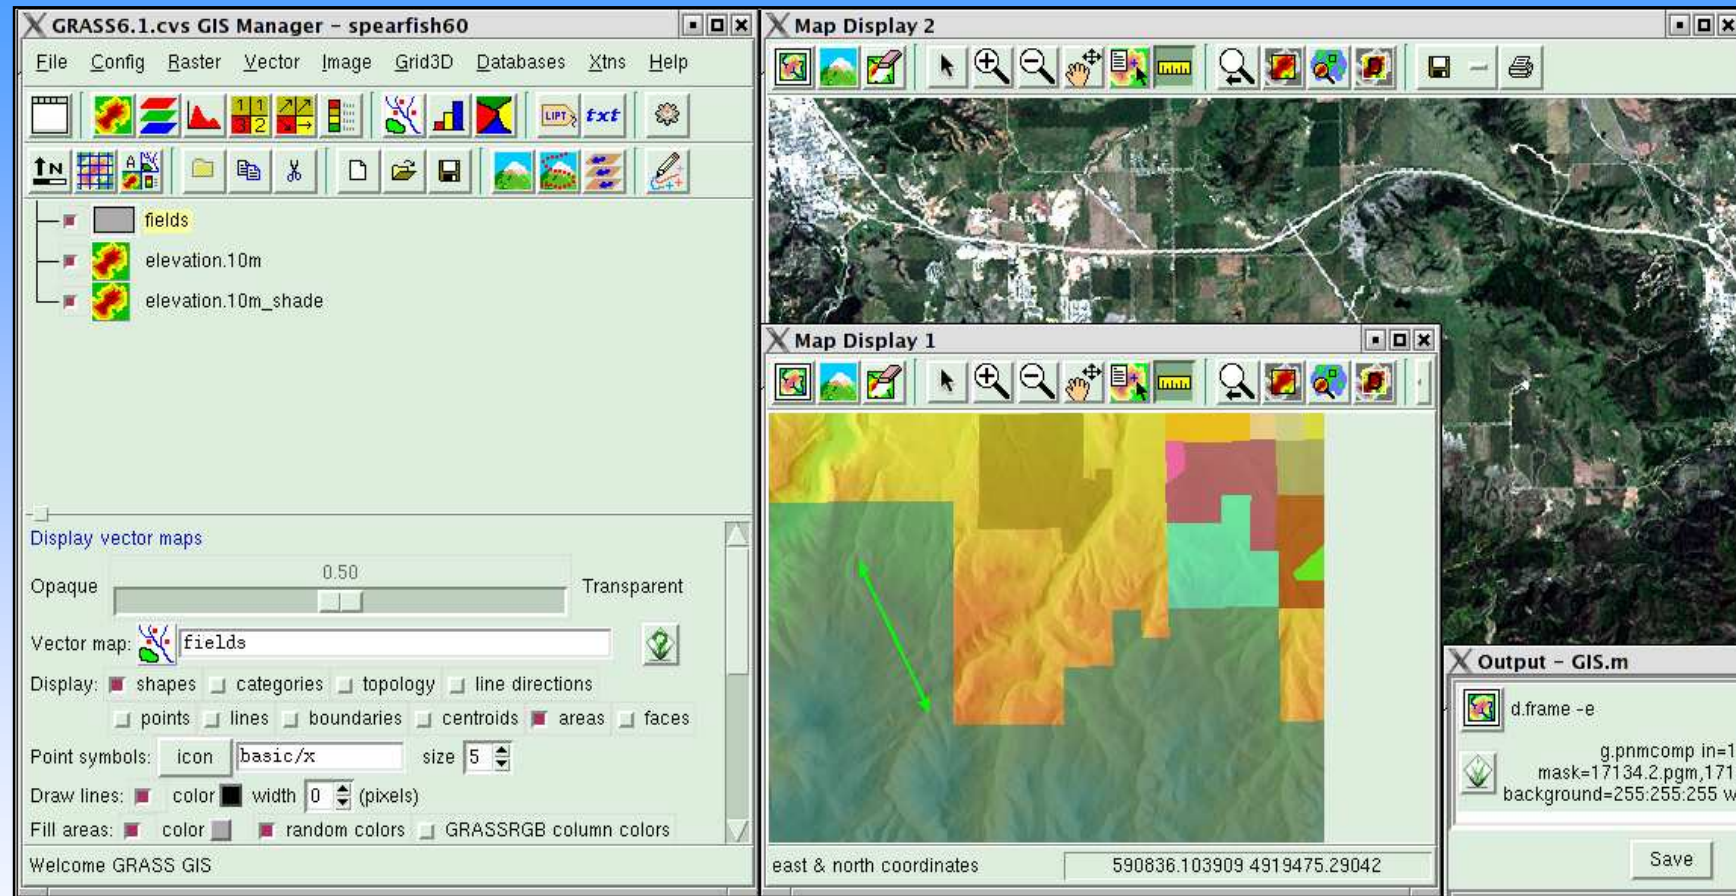 GRASS6.1.cvs GIS Manager - spearfish60
File Config Raster Vector Image Grid3D Databases Xtns Help
LIPT txt
fields
elevation.10m
elevation.10m_shade
Display vector maps
0.50
Opaque Transparent
Vector map: fields
Display: shapes categories topology line directions
points lines boundaries centroids areas faces
Point symbols: icon basic/x size 5
Draw lines: color width 0 (pixels)
Fill areas: color random colors GRASSRGB column colors
Welcome GRASS GIS
Map Display 2
Map Display 1
east & north coordinates 590836.103909 4919475.29042
Output - GIS.m
d.frame -e
g.pnmcomp in=1
mask=17134.2.pgm,171
background=255:255:255 w
Save